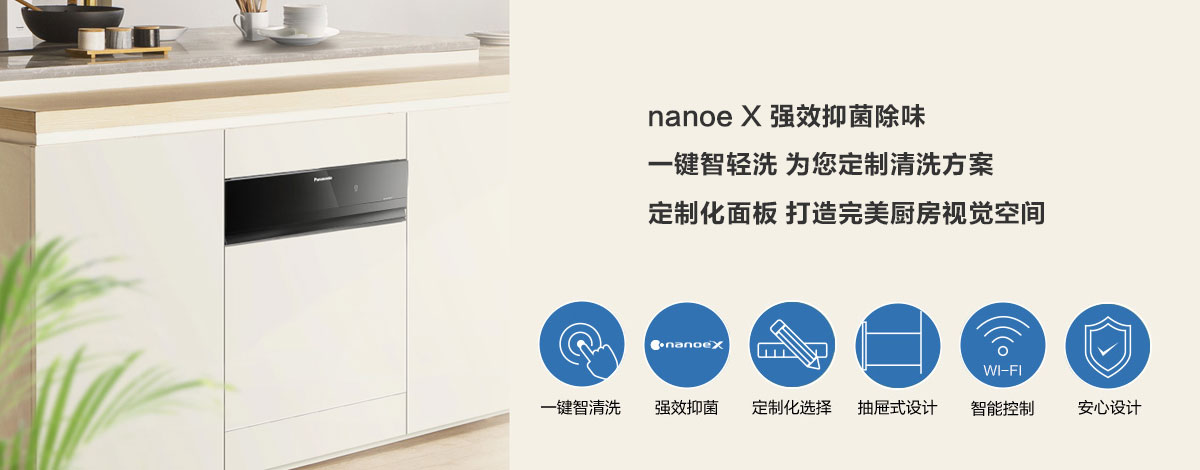 Panasonic
nanoe X 强效抑菌除味
一键智轻洗 为您定制清洗方案
定制化面板 打造完美厨房视觉空间
nanoe X
WI-FI
一键智清洗
强效抑菌
定制化选择
抽屉式设计
智能控制
安心设计